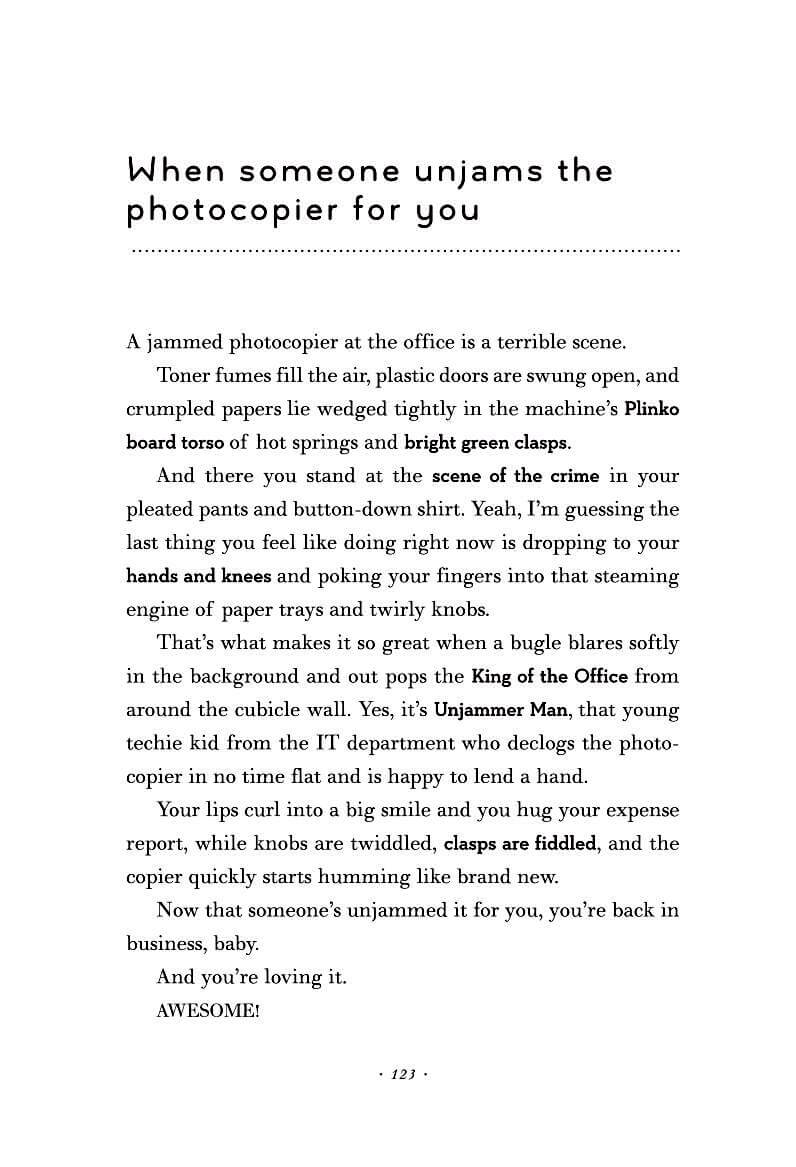 When someone unjams the
photocopier for you
A jammed photocopier at the office is a terrible scene.
Toner fumes fill the air, plastic doors are swung open, and
crumpled papers lie wedged tightly in the machine’s Plinko
board torso of hot springs and bright green clasps.
And there you stand at the scene of the crime in your
pleated pants and button-down shirt. Yeah, I’m guessing the
last thing you feel like doing right now is dropping to your
hands and knees and poking your fingers into that steaming
engine of paper trays and twirly knobs.
That’s what makes it so great when a bugle blares softly
in the background and out pops the King of the Office from
around the cubicle wall. Yes, it’s Unjammer Man, that young
techie kid from the IT department who declogs the photo-
copier in no time flat and is happy to lend a hand.
Your lips curl into a big smile and you hug your expense
report, while knobs are twiddled, clasps are fiddled, and the
copier quickly starts humming like brand new.
Now that someone’s unjammed it for you, you’re back in
business, baby.
And you’re loving it.
AWESOME!
· 123 ·